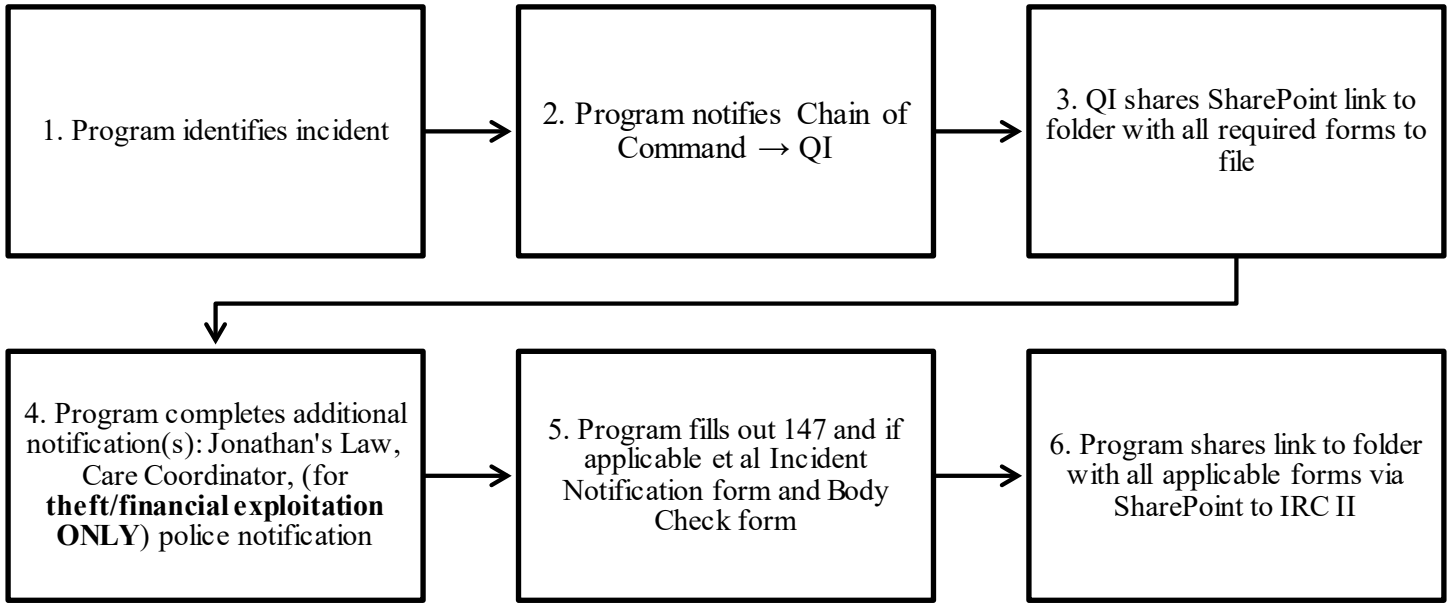 1. Program identifies incident
2. Program notifies Chain of
Command → QI
3. QI shares SharePoint link to
folder with all required forms to
file
4. Program completes additional
notification(s): Jonathan's Law,
Care Coordinator, (for
theft/financial exploitation
ONLY) police notification
5. Program fills out 147 and if
applicable et al Incident
Notification form and Body
Check form
6. Program shares link to folder
with all applicable forms via
SharePoint to IRC II